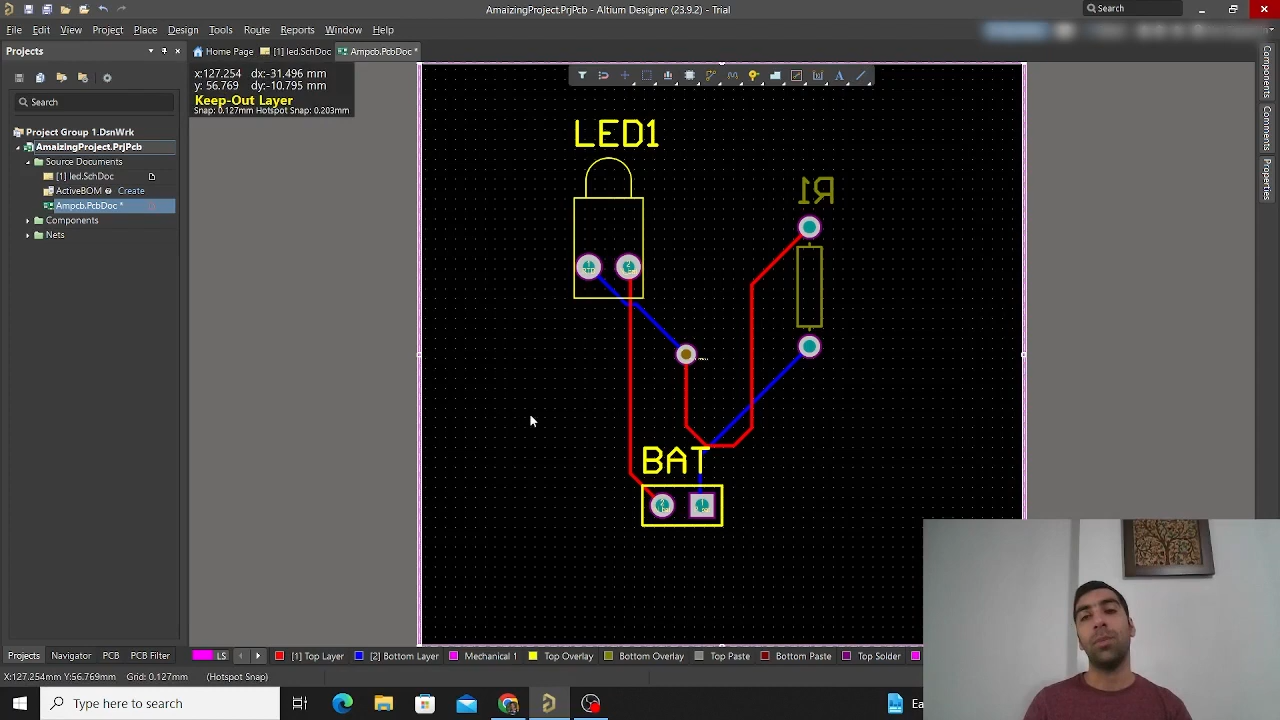 AmaizingProject.PrjPcb - Altium Designer (23.9.2) - Trial
Search
File Edit View Project Place Design Tools Route Reports Window Help
Projects
Home Page
[1] led.SchDoc
Ampcb.PcbDoc *
x:127.254 dx:-31.496 mm
y: 56.769 dy:-10.795 mm
Keep-Out Layer
Snap: 0.127mm Hotspot Snap: 0.203mm
Search
Project Group 1.DsnWrk
AmaizingProject.PrjPcb
Source Documents
[1] led.SchDoc
ActiveBOM Create
Ampcb.PcbDoc *
Components
Nets
LED1
R1
BAT
Components
Comments
Properties
Projects Navigator PCB PCB Filter
LS
[1] Top Layer
[2] Bottom Layer
Mechanical 1
Top Overlay
Bottom Overlay
Top Paste
Bottom Paste
Top Solder
Grid: 0.127mm (Hotspot Snap)
Type here to search
Ea